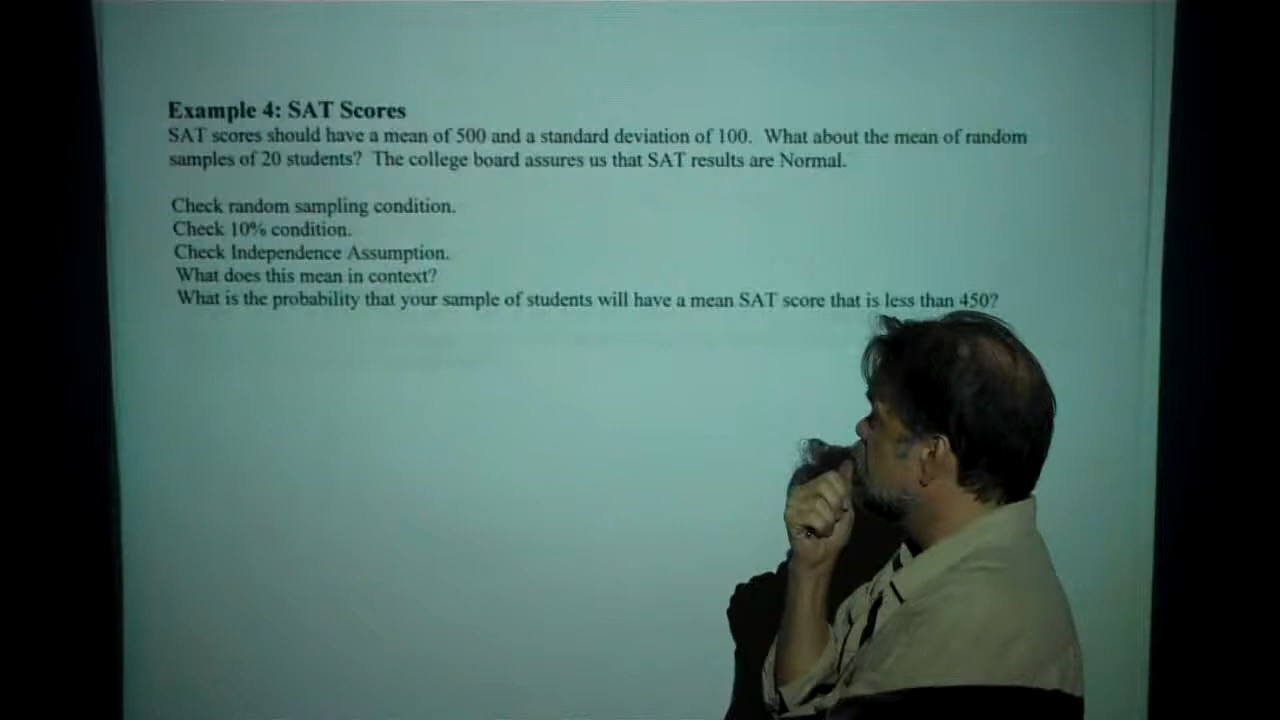 Example 4: SAT Scores
SAT scores should have a mean of 500 and a standard deviation of 100. What about the mean of random
samples of 20 students? The college board assures us that SAT results are Normal.
Check random sampling condition.
Check 10% condition.
Check Independence Assumption.
What does this mean in context?
What is the probability that your sample of students will have a mean SAT score that is less than 450?